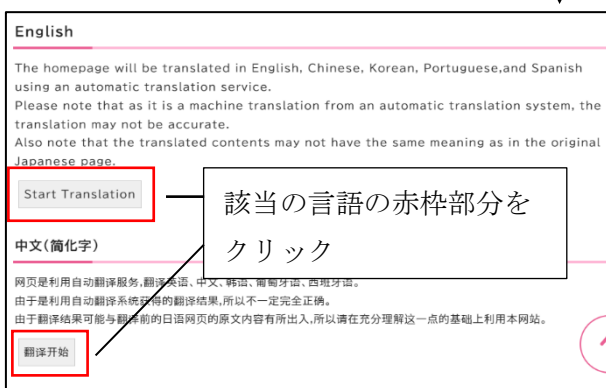 English
The homepage will be translated in English, Chinese, Korean, Portuguese,and Spanish
using an automatic translation service.
Please note that as it is a machine translation from an automatic translation system, the
translation may not be accurate.
Also note that the translated contents may not have the same meaning as in the original
Japanese page.
Start Translation
該当の言語の赤枠部分を
クリック
中文(简化字)
网页是利用自动翻译服务,翻译英语、中文、韩语、葡萄牙语、西班牙语。
由于是利用自动翻译系统获得的翻译结果,所以不一定完全正确。
由于翻译结果可能与翻译前的日语网页的原文内容有所出入,所以请在充分理解这一点的基础上利用本网站。
翻译开始